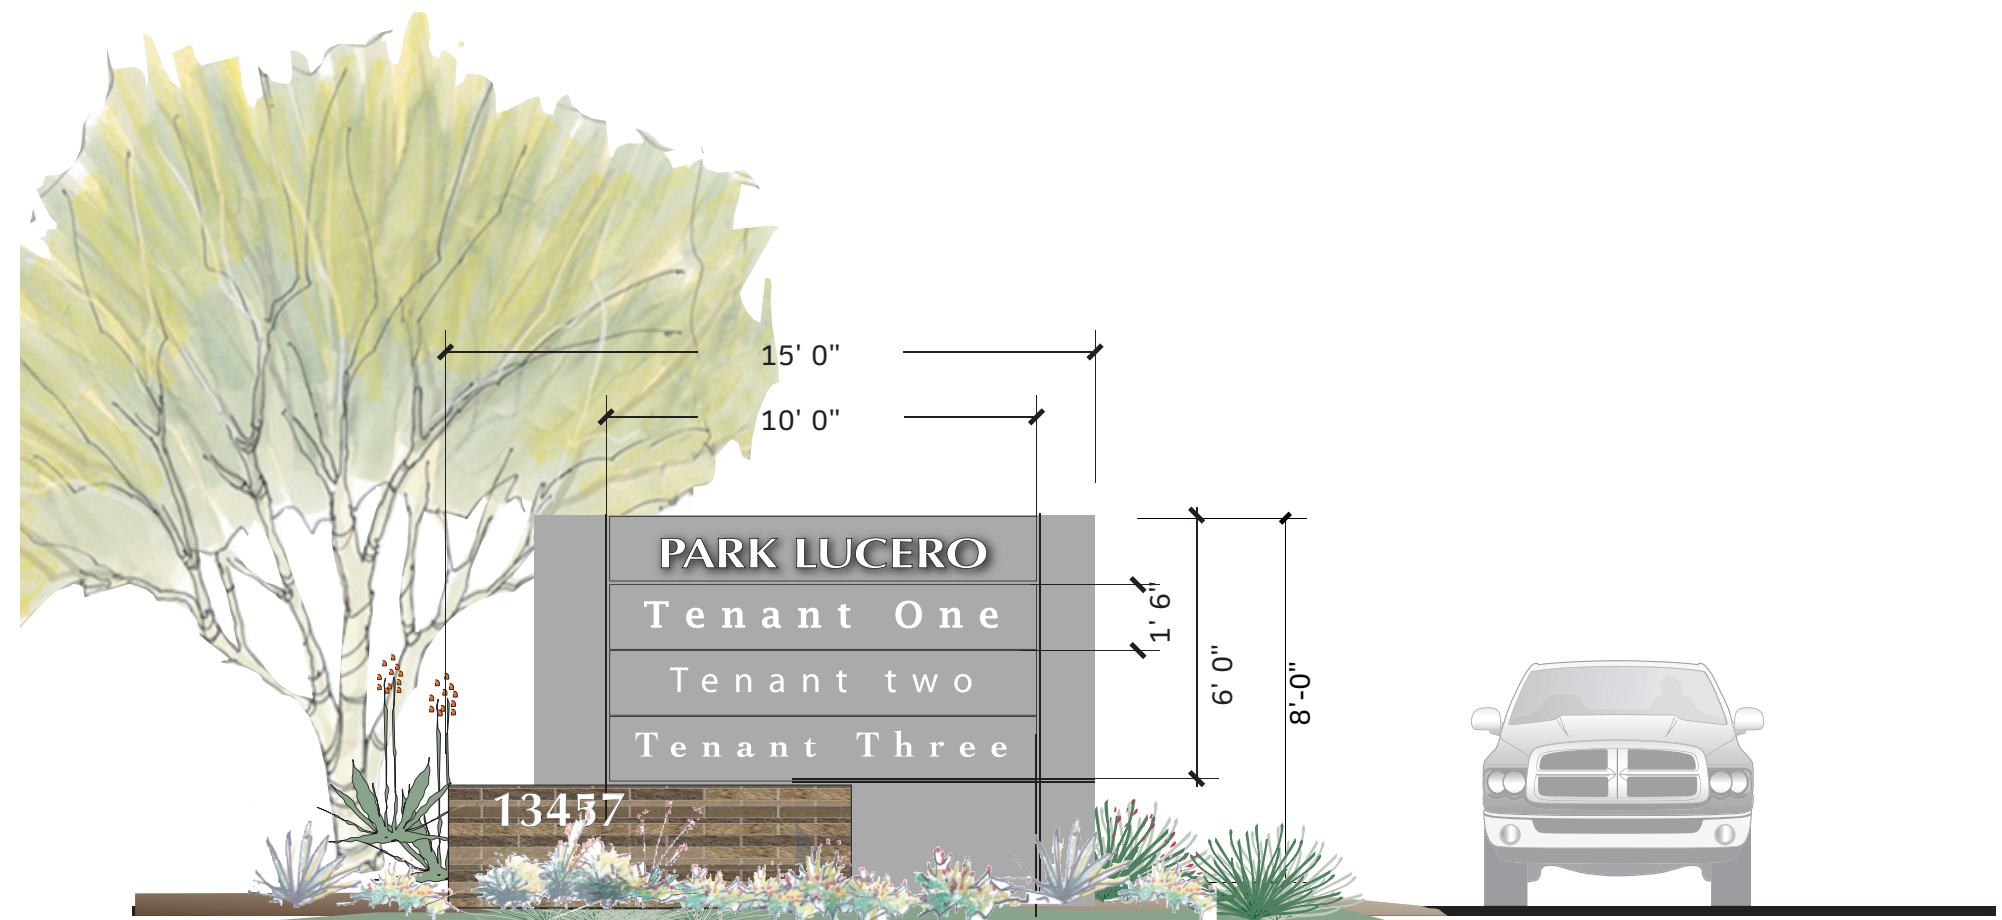 15' 0"
10' 0"
PARK LUCERO
Tenant One
1' 6"
Tenant two
6' 0"
8'-0"
Tenant Three
13457